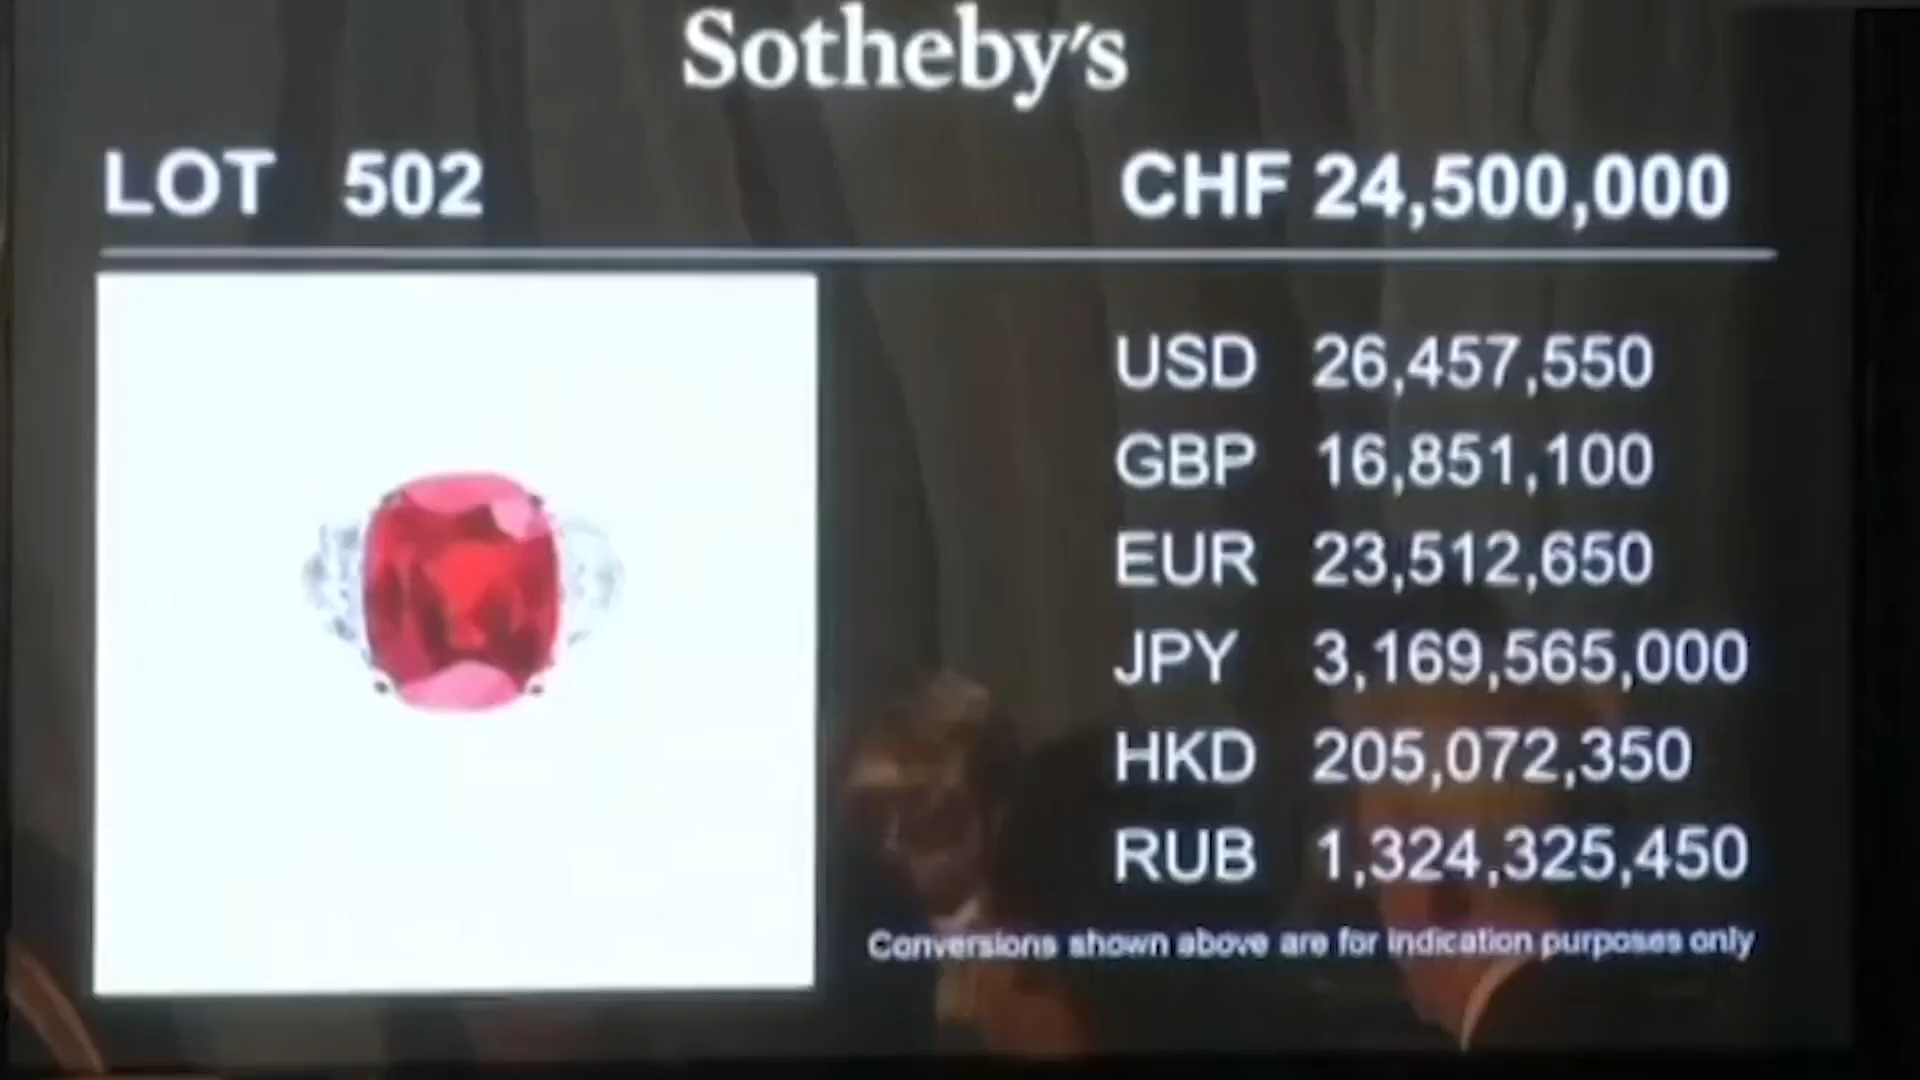 Sotheby's
LOT 502 CHF 24,500,000
USD 26,457,550
GBP 16,851,100
EUR 23,512,650
JPY 3,169,565,000
HKD 205,072,350
RUB 1,324,325,450
Conversions shown above are for indication purposes only